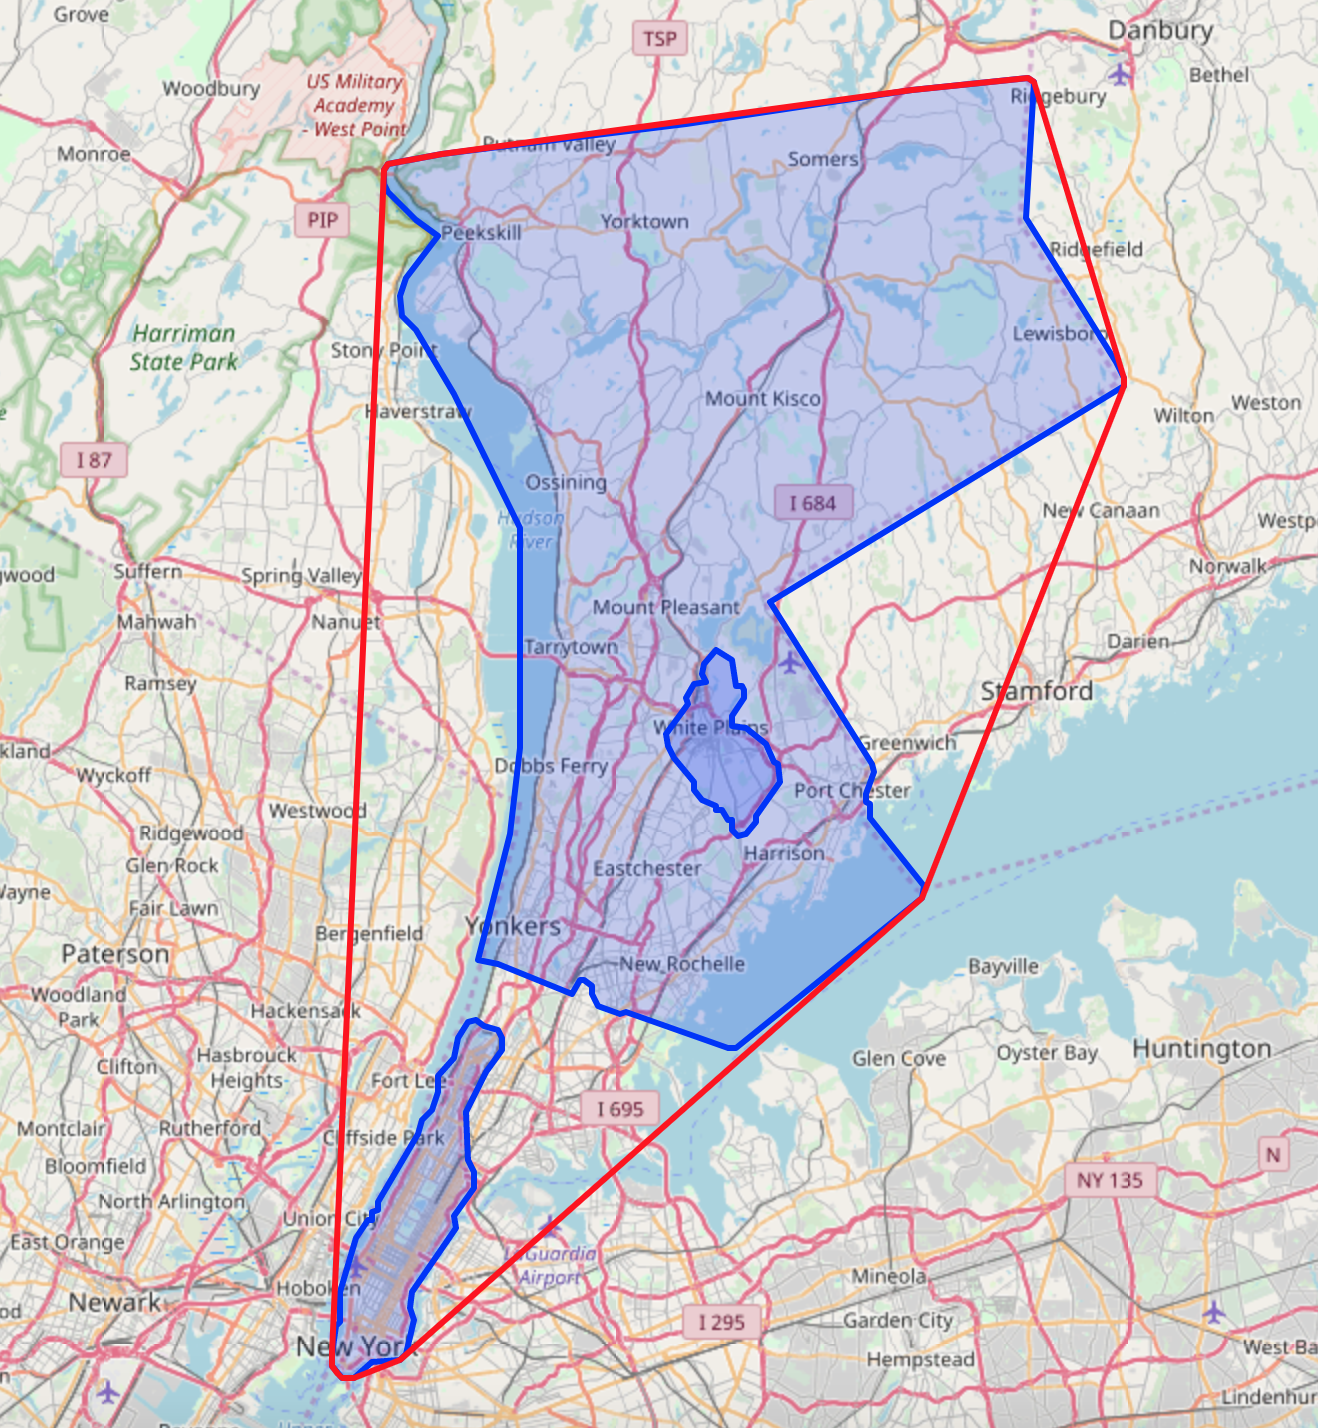 Grove
TSP
Danbury
Woodbury
US Military
Academy
- West Point
Bethel
Ridgebury
Monroe
Putnam Valley
Somers
PIP
Peekskill
Yorktown
Ridgefield
Harriman
State Park
Stony Point
Lewisboro
Haverstraw
Mount Kisco
Wilton
Weston
I 87
Ossining
I 684
Hudson
River
New Canaan
Westp
gwood
Suffern
Spring Valley
Norwalk
Mahwah
Nanuet
Mount Pleasant
Tarrytown
Darien
Ramsey
Stamford
kland
White Plains
Greenwich
Wyckoff
Dobbs Ferry
Port Chester
Westwood
Ridgewood
Glen Rock
Harrison
Eastchester
Wayne
Fair Lawn
Yonkers
Bergenfield
Paterson
New Rochelle
Bayville
Woodland
Park
Hackensack
Hasbrouck
Heights
Clifton
Glen Cove
Oyster Bay
Huntington
Fort Lee
I 695
Montclair
Rutherford
Cliffside Park
Bloomfield
N
NY 135
North Arlington
Union City
East Orange
LaGuardia
Airport
Mineola
Hoboken
Newark
I 295
Garden City
New Yor
West Ba
Hempstead
Lindenhur